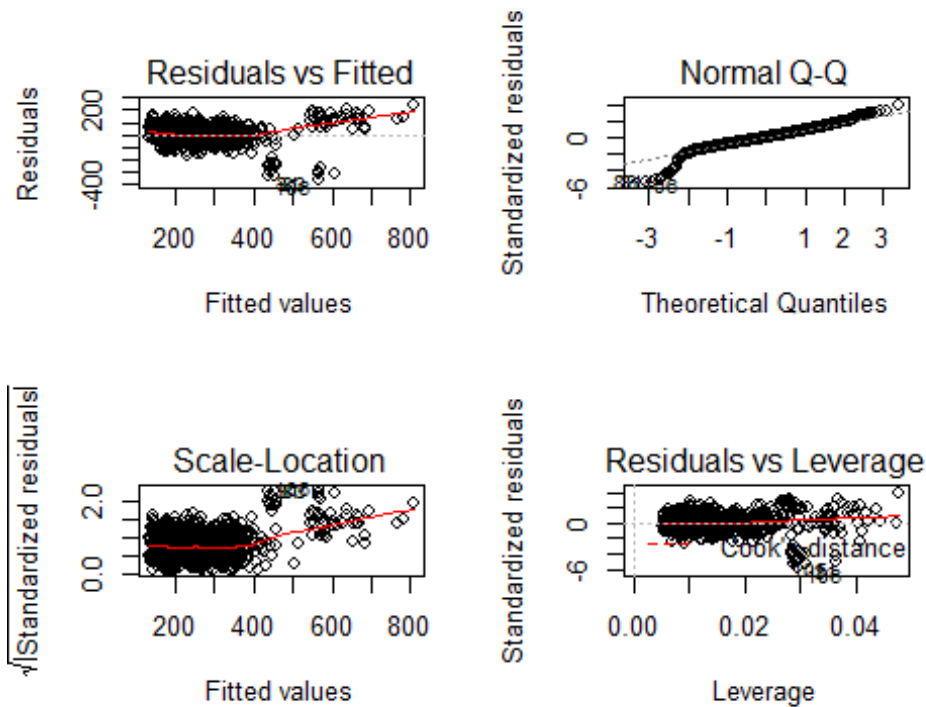 Residuals vs Fitted
Residuals
200
-400
200 400 600 800
Fitted values
Normal Q-Q
Standardized residuals
0
-6
-3 -1 1 2 3
Theoretical Quantiles
Scale-Location
√|Standardized residuals|
2.0
0.0
200 400 600 800
Fitted values
Residuals vs Leverage
Standardized residuals
0
-6
Cook's distance
0.00 0.02 0.04
Leverage